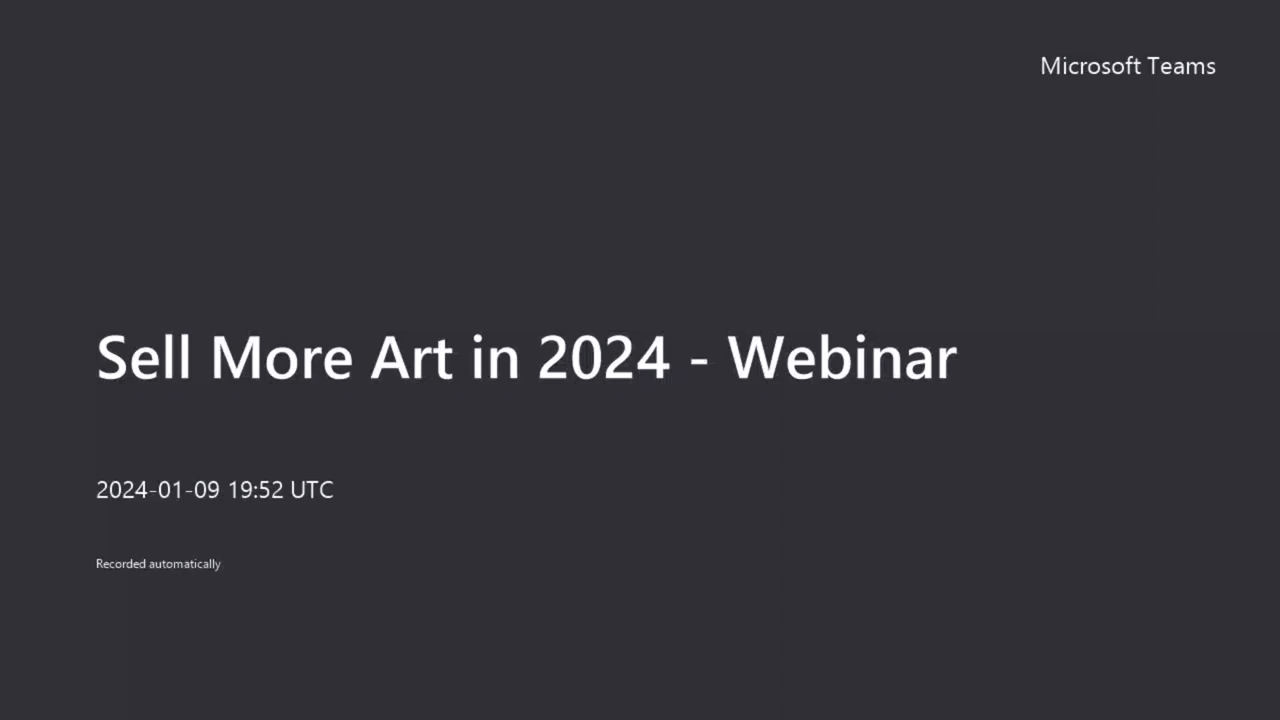 Microsoft Teams
Sell More Art in 2024 - Webinar
2024-01-09 19:52 UTC
Recorded automatically